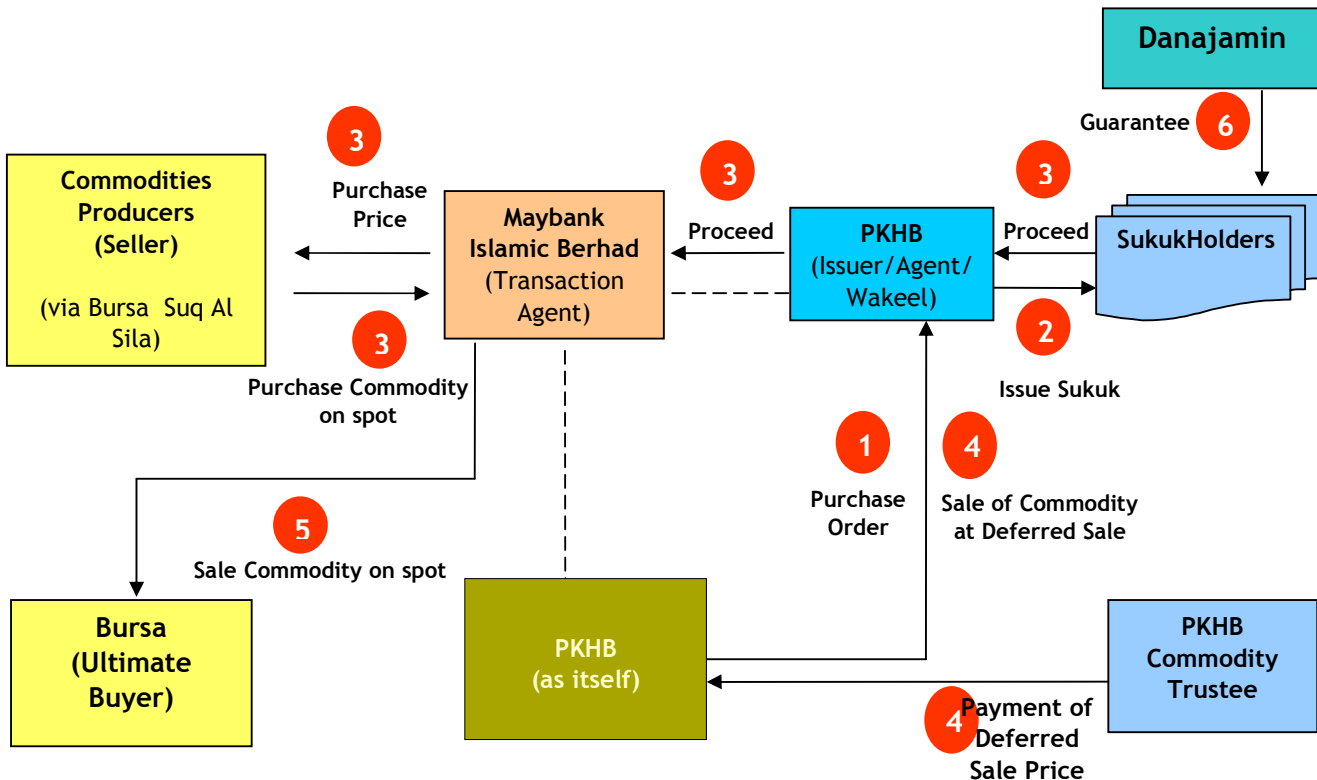 Danajamin
Guarantee
6
3
Purchase
Price
3
Proceed
3
Proceed
Commodities
Producers
(Seller)
(via Bursa Suq Al
Sila)
Maybank
Islamic Berhad
(Transaction
Agent)
PKHB
(Issuer/Agent/
Wakeel)
SukukHolders
3
Purchase Commodity
on spot
2
Issue Sukuk
1
Purchase
Order
4
Sale of Commodity
at Deferred Sale
5
Sale Commodity on spot
Bursa
(Ultimate
Buyer)
PKHB
(as itself)
PKHB
Commodity
Trustee
4
Payment of
Deferred
Sale Price